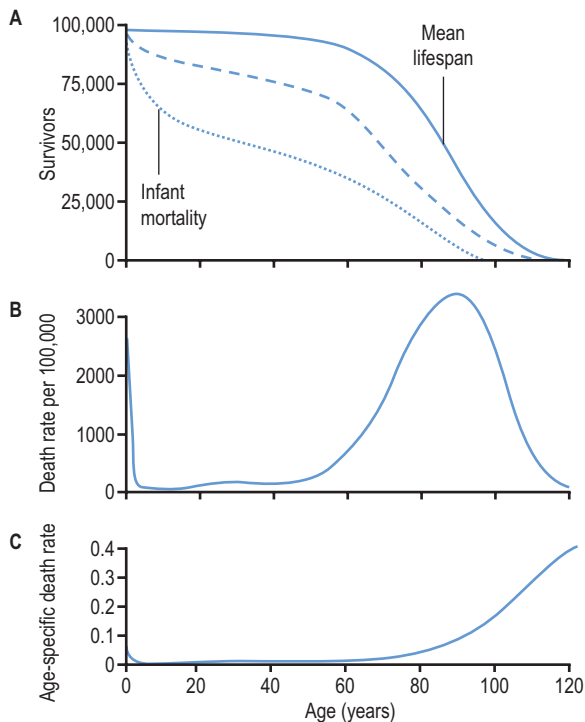 A
100,000
75,000
50,000
25,000
0
Survivors
Mean
lifespan
Infant
mortality
B
3000
2000
1000
0
Death rate per 100,000
C
0.4
0.3
0.2
0.1
0
Age-specific death rate
0 20 40 60 80 100 120
Age (years)